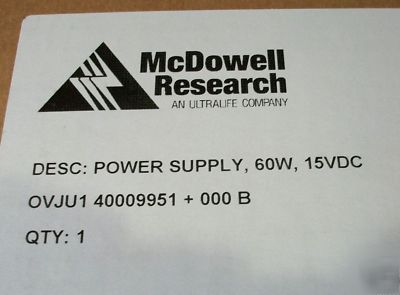 McDowell
Research
AN ULTRALIFE COMPANY
DESC: POWER SUPPLY, 60W, 15VDC
OVJU1 40009951 + 000 B
QTY: 1